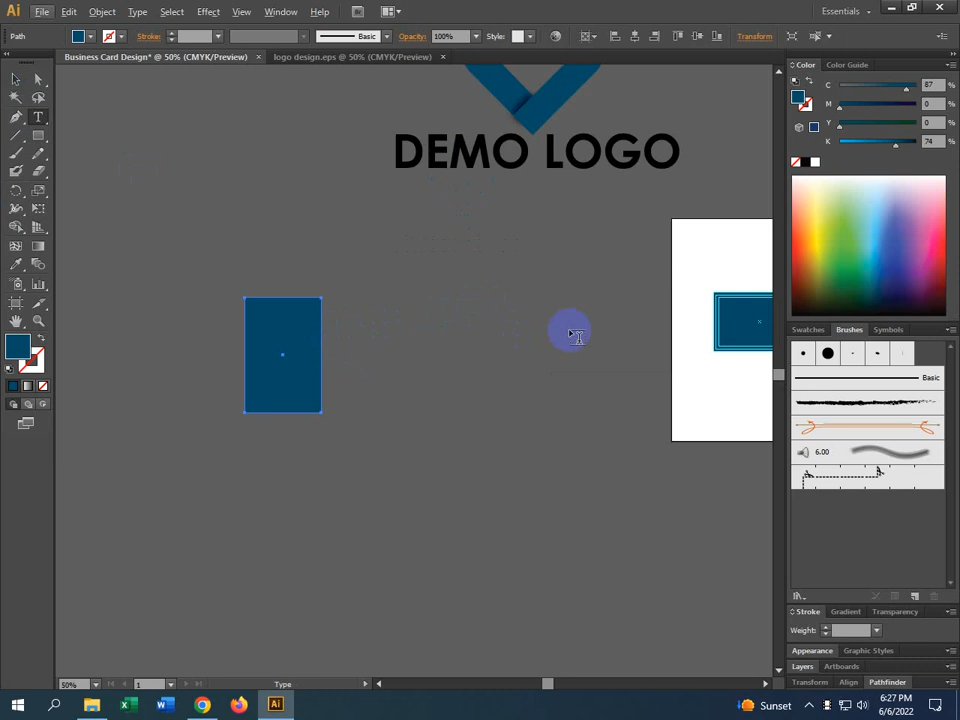 Ai File Edit Object Type Select Effect View Window Help Br Essentials
Path Stroke: Basic Opacity: 100% Style: Transform
Business Card Design* @ 50% (CMYK/Preview) × logo design.eps @ 50% (CMYK/Preview) ×
Color Color Guide
C 87 %
M 0 %
Y 0 %
K 74 %
DEMO LOGO
Swatches Brushes Symbols
Basic
6.00
Stroke Gradient Transparency
Weight:
Appearance Graphic Styles
Layers Artboards
Transform Align Pathfinder
50% 1 Type
Sunset
6:27 PM
6/6/2022